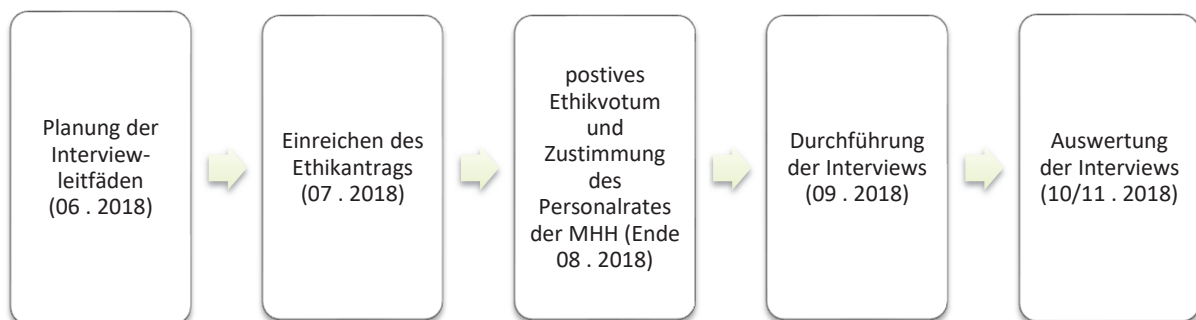 Planung der
Interview-
leitfäden
(06 . 2018)
Einreichen des
Ethikantrags
(07 . 2018)
postives
Ethikvotum
und
Zustimmung
des
Personalrates
der MHH (Ende
08 . 2018)
Durchführung
der Interviews
(09 . 2018)
Auswertung
der Interviews
(10/11 . 2018)